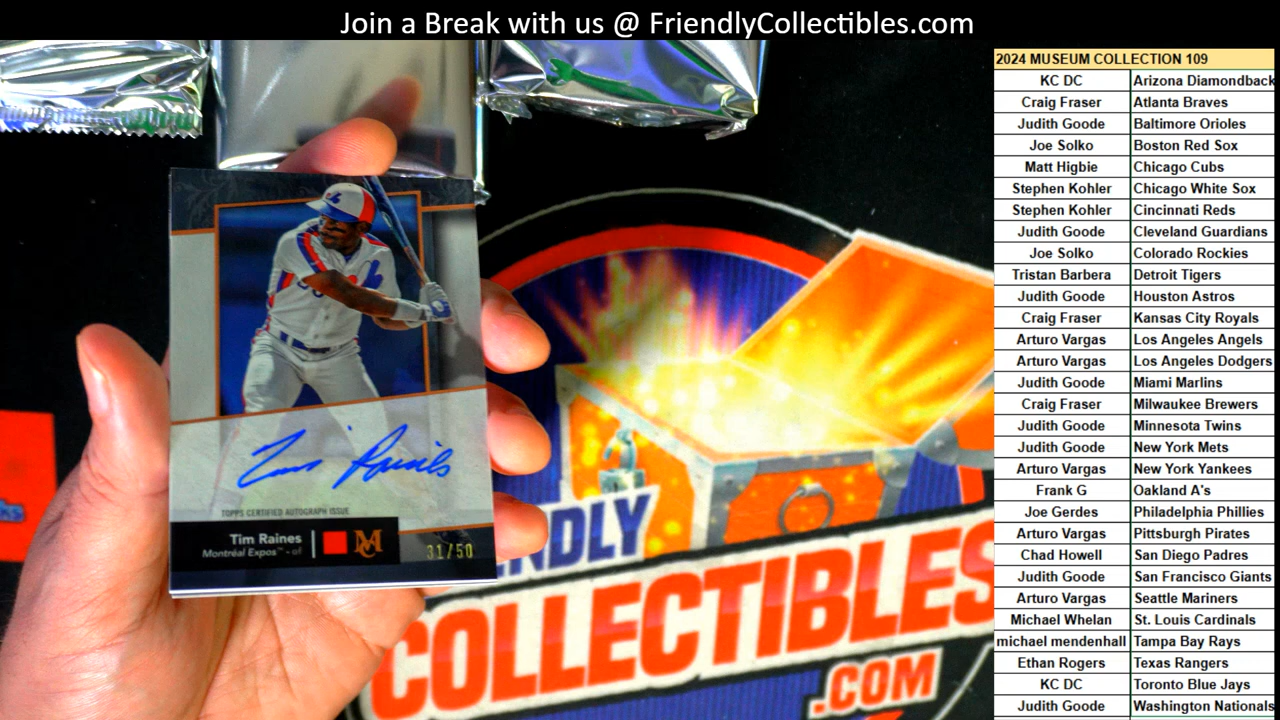 Join a Break with us @ FriendlyCollectibles.com
2024 MUSEUM COLLECTION 109
KC DC Arizona Diamondback
Craig Fraser Atlanta Braves
Judith Goode Baltimore Orioles
Joe Solko Boston Red Sox
Matt Higbie Chicago Cubs
Stephen Kohler Chicago White Sox
Stephen Kohler Cincinnati Reds
Judith Goode Cleveland Guardians
Joe Solko Colorado Rockies
Tristan Barbera Detroit Tigers
Judith Goode Houston Astros
Craig Fraser Kansas City Royals
Arturo Vargas Los Angeles Angels
Arturo Vargas Los Angeles Dodgers
Judith Goode Miami Marlins
Craig Fraser Milwaukee Brewers
Judith Goode Minnesota Twins
Judith Goode New York Mets
Arturo Vargas New York Yankees
Frank G Oakland A's
Joe Gerdes Philadelphia Phillies
Arturo Vargas Pittsburgh Pirates
Chad Howell San Diego Padres
Judith Goode San Francisco Giants
Arturo Vargas Seattle Mariners
Michael Whelan St. Louis Cardinals
michael mendenhall Tampa Bay Rays
Ethan Rogers Texas Rangers
KC DC Toronto Blue Jays
Judith Goode Washington Nationals
Tim Raines
TOPPS CERTIFIED AUTOGRAPH ISSUE
Tim Raines
Montréal Expos™ - of
MC
31/50
NDLY
COLLECTIBLES
.COM